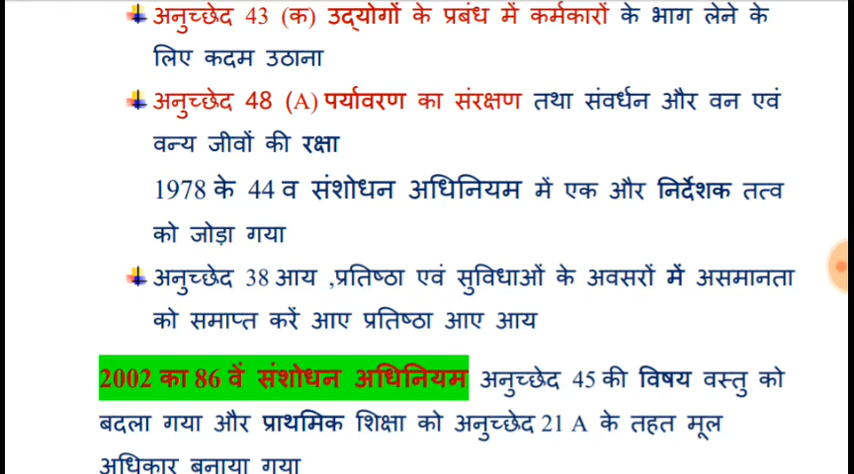 अनुच्छेद 43 (क) उद्योगों के प्रबंध में कर्मकारों के भाग लेने के
लिए कदम उठाना
अनुच्छेद 48 (A) पर्यावरण का संरक्षण तथा संवर्धन और वन एवं
वन्य जीवों की रक्षा
1978 के 44 व संशोधन अधिनियम में एक और निर्देशक तत्व
को जोड़ा गया
अनुच्छेद 38 आय ,प्रतिष्ठा एवं सुविधाओं के अवसरों में असमानता
को समाप्त करें आए प्रतिष्ठा आए आय
2002 का 86 वें संशोधन अधिनियम अनुच्छेद 45 की विषय वस्तु को
बदला गया और प्राथमिक शिक्षा को अनुच्छेद 21 A के तहत मूल
अधिकार बनाया गया